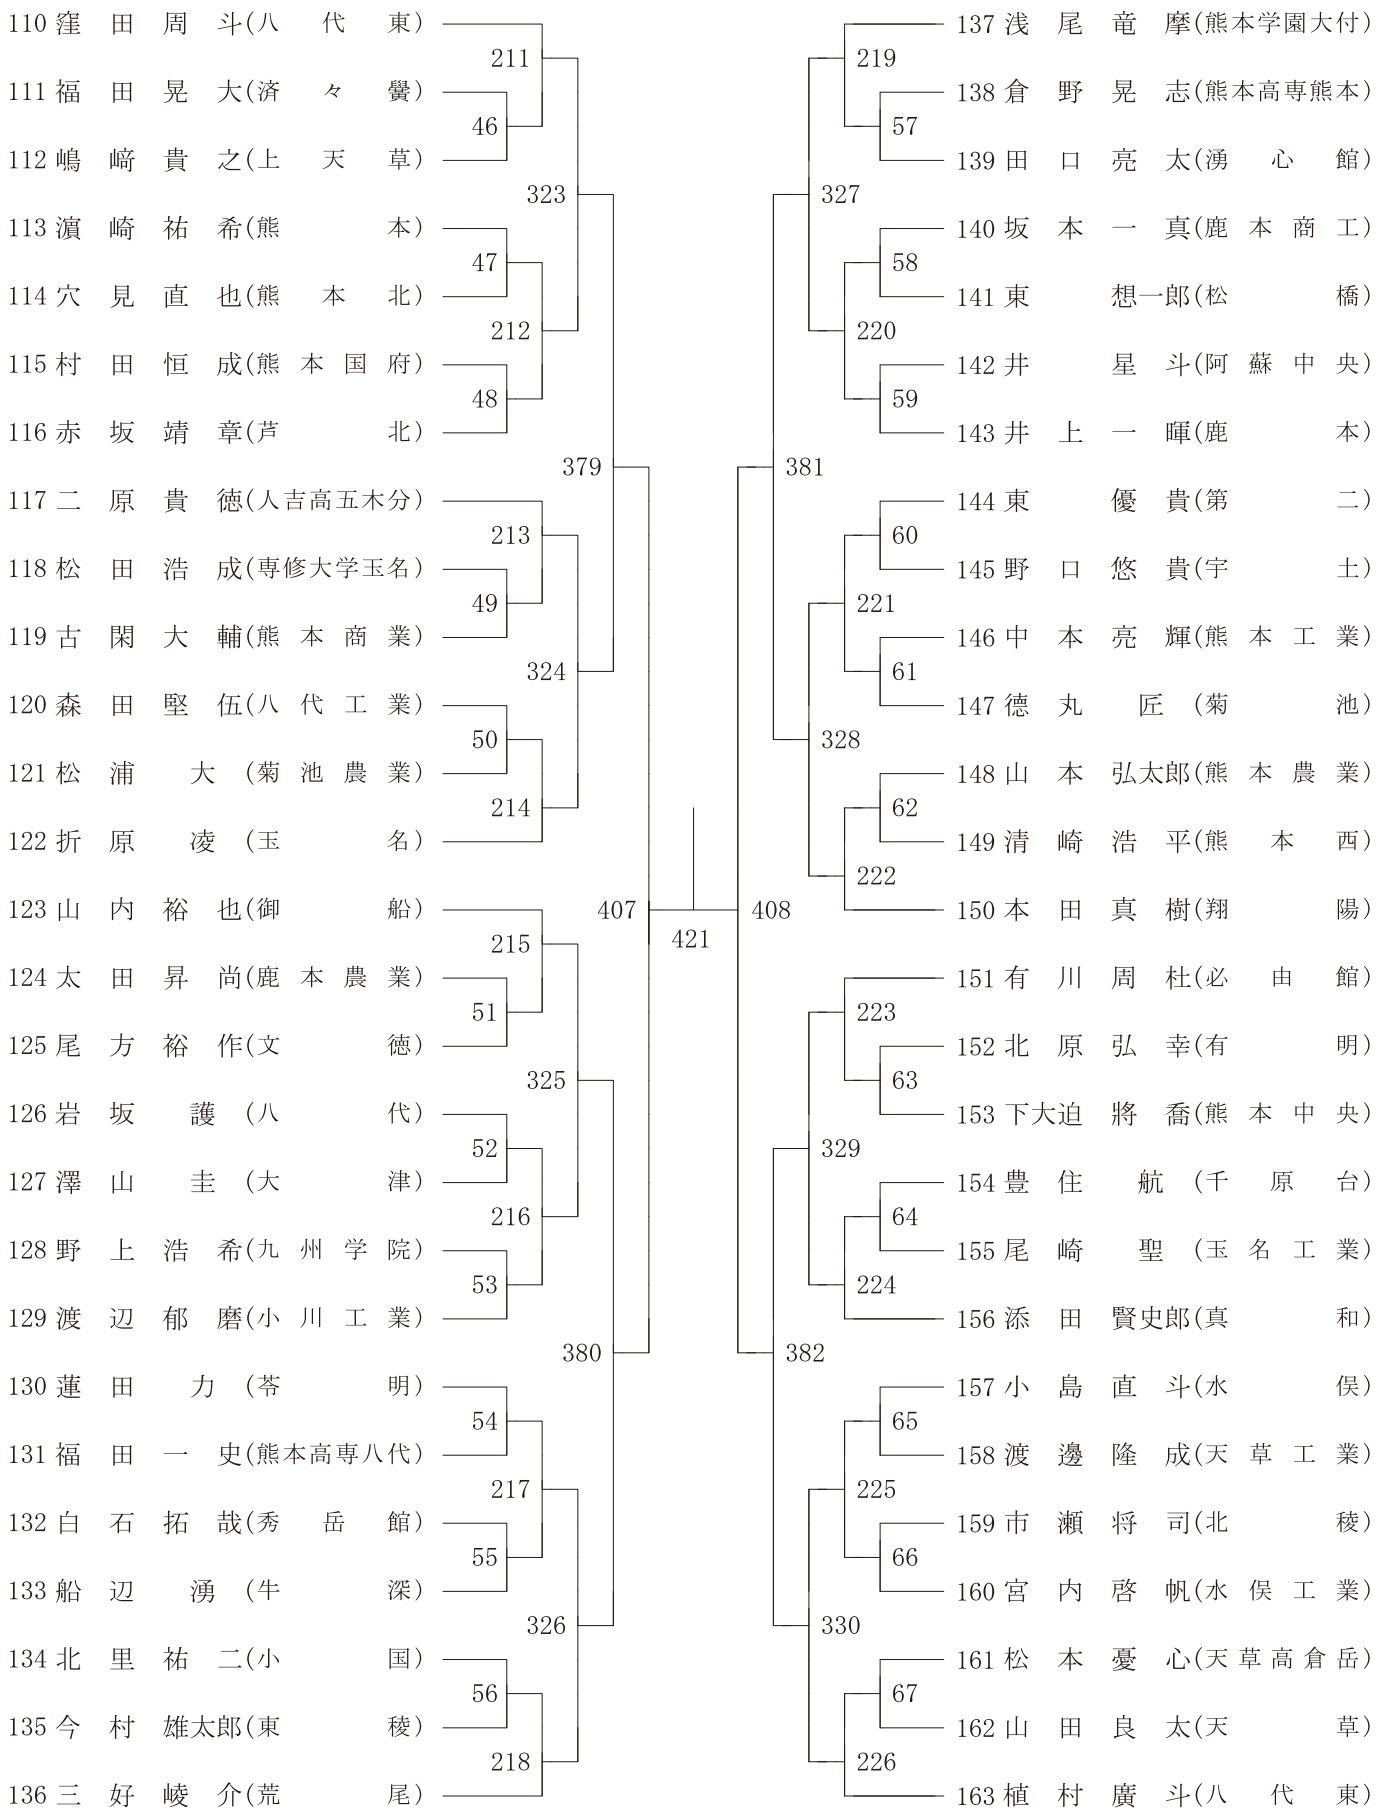 110 窪田周斗(八代東)
211
111 福田晃大(済々黌)
46
112 嶋﨑貴之(上天草)
323
113 濵崎祐希(熊本)
47
114 穴見直也(熊本北)
212
115 村田恒成(熊本国府)
48
116 赤坂靖章(芦北)
379
117 二原貴徳(人吉高五木分)
213
118 松田浩成(専修大学玉名)
49
119 古閑大輔(熊本商業)
324
120 森田堅伍(八代工業)
50
121 松浦大(菊池農業)
214
122 折原凌(玉名)
407
123 山内裕也(御船)
215
124 太田昇尚(鹿本農業)
51
125 尾方裕作(文徳)
325
126 岩坂護(八代)
52
127 澤山圭(大津)
216
128 野上浩希(九州学院)
53
129 渡辺郁磨(小川工業)
380
130 蓮田力(苓明)
54
131 福田一史(熊本高専八代)
217
132 白石拓哉(秀岳館)
55
133 船辺湧(牛深)
326
134 北里祐二(小国)
56
135 今村雄太郎(東稜)
218
136 三好崚介(荒尾)
421
137 浅尾竜摩(熊本学園大付)
219
138 倉野晃志(熊本高専熊本)
57
139 田口亮太(湧心館)
327
140 坂本一真(鹿本商工)
58
141 東想一郎(松橋)
220
142 井星斗(阿蘇中央)
59
143 井上一暉(鹿本)
381
144 東優貴(第二)
60
145 野口悠貴(宇土)
221
146 中本亮輝(熊本工業)
61
147 德丸匠(菊池)
328
148 山本弘太郎(熊本農業)
62
149 清崎浩平(熊本西)
222
150 本田真樹(翔陽)
408
151 有川周杜(必由館)
223
152 北原弘幸(有明)
63
153 下大迫將喬(熊本中央)
329
154 豊住航(千原台)
64
155 尾崎聖(玉名工業)
224
156 添田賢史郎(真和)
382
157 小島直斗(水俣)
65
158 渡邊隆成(天草工業)
225
159 市瀬将司(北稜)
66
160 宮内啓帆(水俣工業)
330
161 松本憂心(天草高倉岳)
67
162 山田良太(天草)
226
163 植村廣斗(八代東)